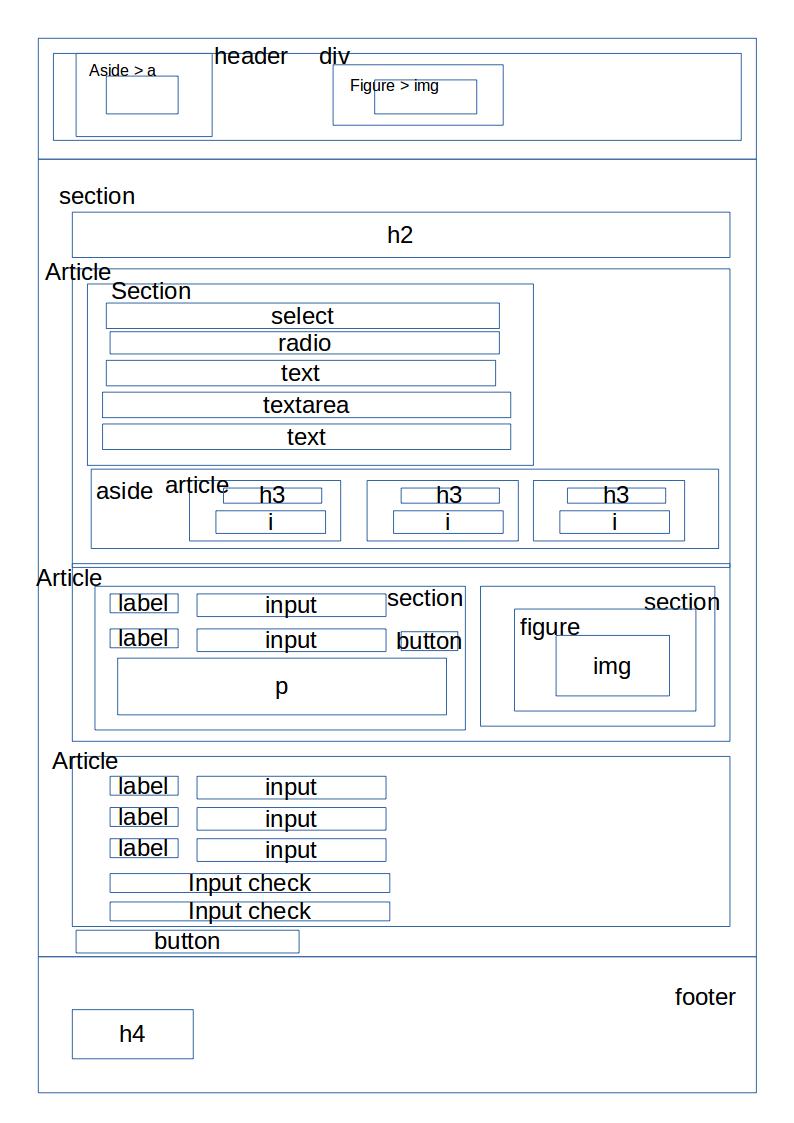 header div
Aside > a
Figure > img
section
h2
Article
Section
select
radio
text
textarea
text
aside article h3 h3 h3
i i i
Article
label input section section
figure
label input button
img
p
Article
label input
label input
label input
Input check
Input check
button
footer
h4